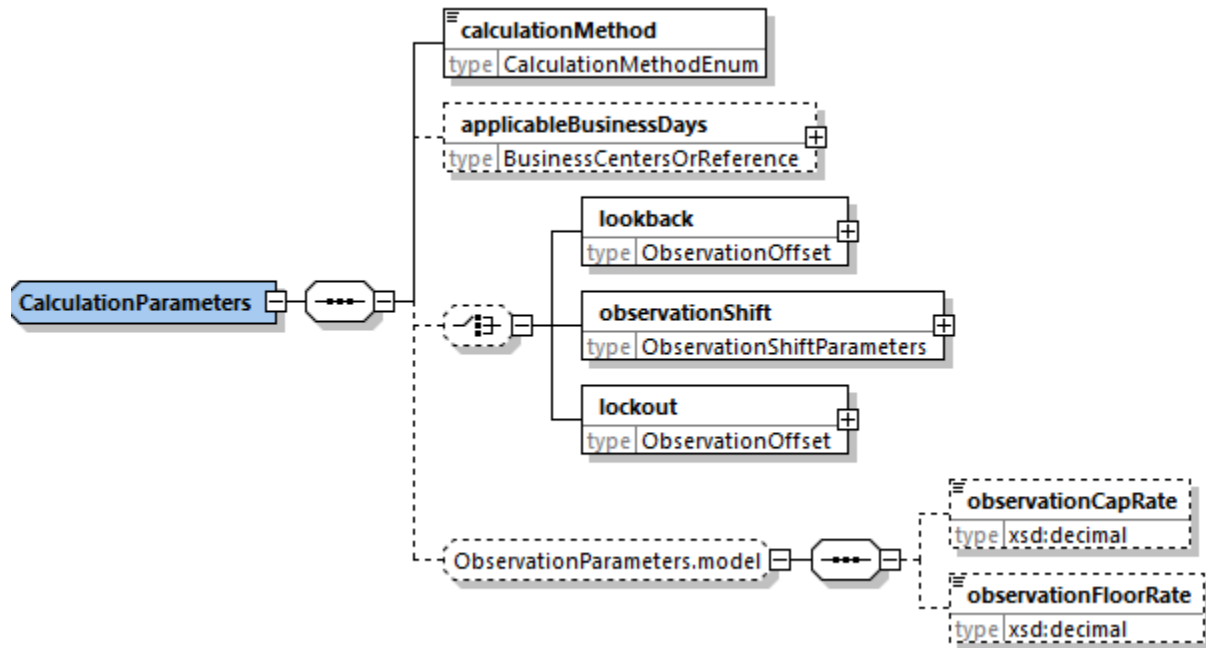 calculationMethod
type CalculationMethodEnum
applicableBusinessDays
type BusinessCentersOrReference
lookback
type ObservationOffset
CalculationParameters
observationShift
type ObservationShiftParameters
lockout
type ObservationOffset
observationCapRate
type xsd:decimal
ObservationParameters.model
observationFloorRate
type xsd:decimal